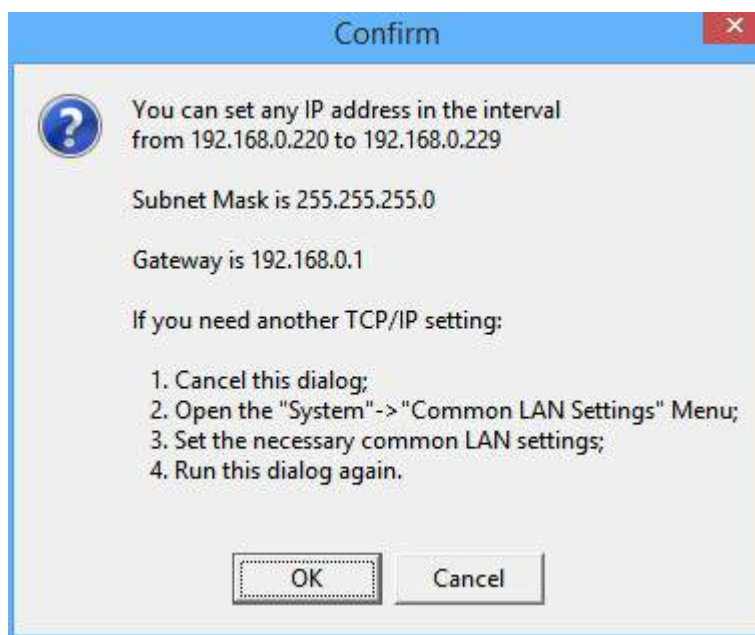 Confirm
You can set any IP address in the interval
from 192.168.0.220 to 192.168.0.229
Subnet Mask is 255.255.255.0
Gateway is 192.168.0.1
If you need another TCP/IP setting:
1. Cancel this dialog;
2. Open the "System"->"Common LAN Settings" Menu;
3. Set the necessary common LAN settings;
4. Run this dialog again.
OK
Cancel